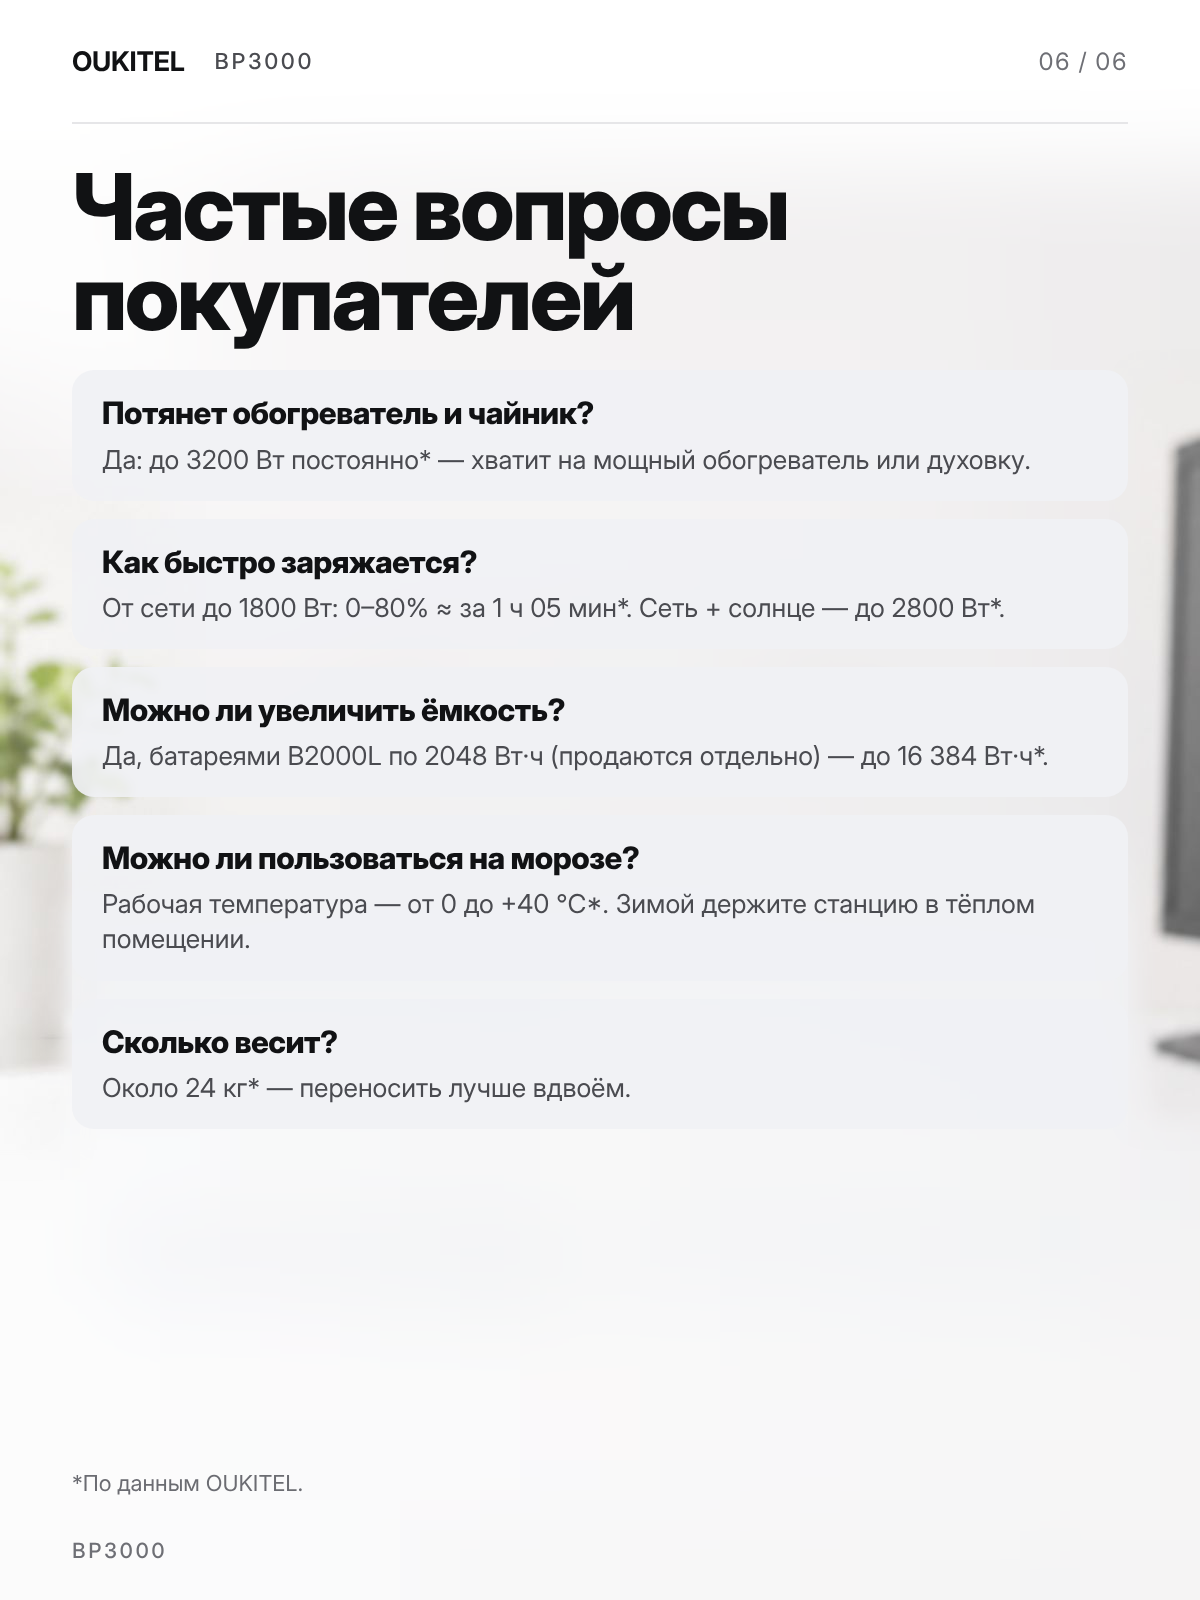 OUKITEL BP3000 06 / 06
Частые вопросы
покупателей
Потянет обогреватель и чайник?
Да: до 3200 Вт постоянно* — хватит на мощный обогреватель или духовку.
Как быстро заряжается?
От сети до 1800 Вт: 0–80% ≈ за 1 ч 05 мин*. Сеть + солнце — до 2800 Вт*.
Можно ли увеличить ёмкость?
Да, батареями B2000L по 2048 Вт·ч (продаются отдельно) — до 16 384 Вт·ч*.
Можно ли пользоваться на морозе?
Рабочая температура — от 0 до +40 °C*. Зимой держите станцию в тёплом
помещении.
Сколько весит?
Около 24 кг* — переносить лучше вдвоём.
*По данным OUKITEL.
BP3000